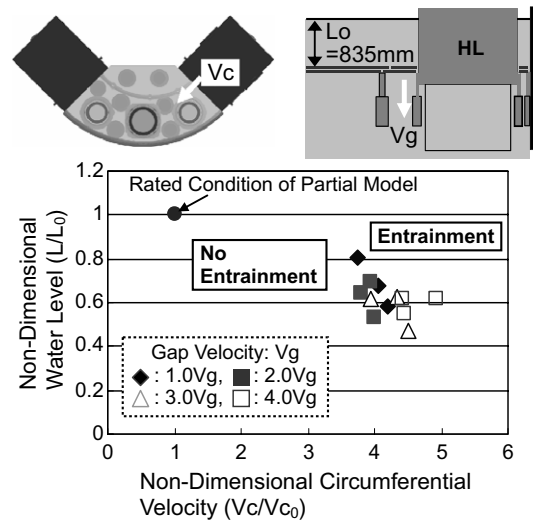 Vc
Lo
=835mm
HL
Vg
Non-Dimensional
Water Level (L/L₀)
1.2
1
0.8
0.6
0.4
0.2
0
Rated Condition of Partial Model
No
Entrainment
Entrainment
Gap Velocity: Vg
◆: 1.0Vg, ■: 2.0Vg
△: 3.0Vg, □: 4.0Vg
0 1 2 3 4 5 6
Non-Dimensional Circumferential
Velocity (Vc/Vc₀)